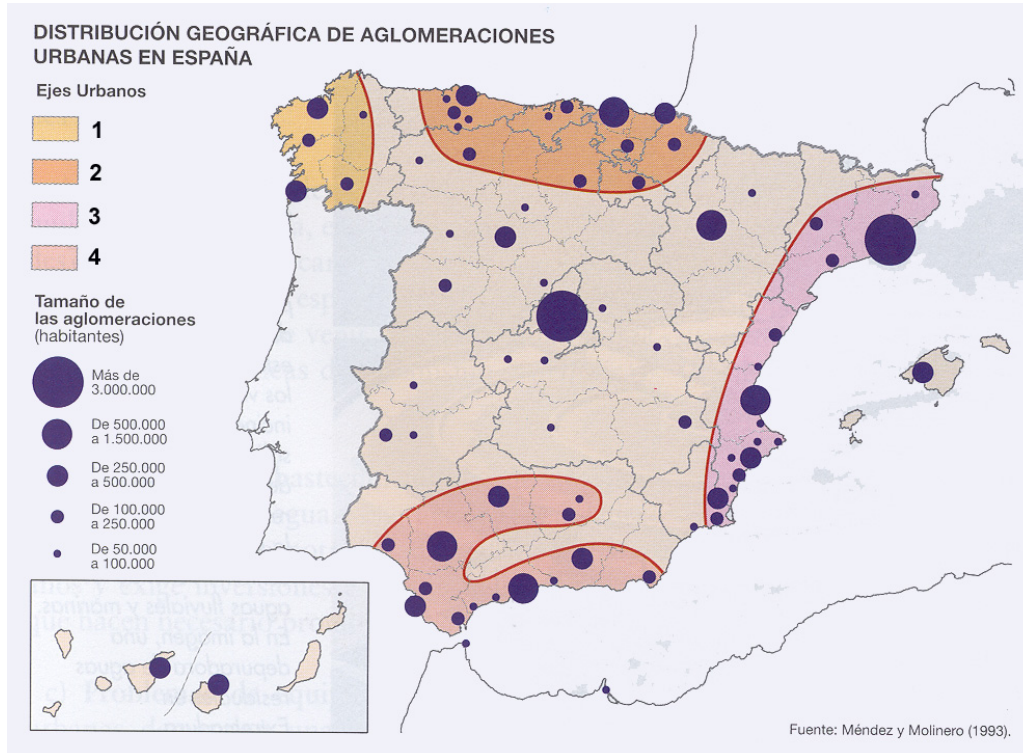 DISTRIBUCIÓN GEOGRÁFICA DE AGLOMERACIONES
URBANAS EN ESPAÑA
Ejes Urbanos
1
2
3
4
Tamaño de
las aglomeraciones
(habitantes)
Más de
3.000.000
De 500.000
a 1.500.000
De 250.000
a 500.000
De 100.000
a 250.000
De 50.000
a 100.000
Fuente: Méndez y Molinero (1993).